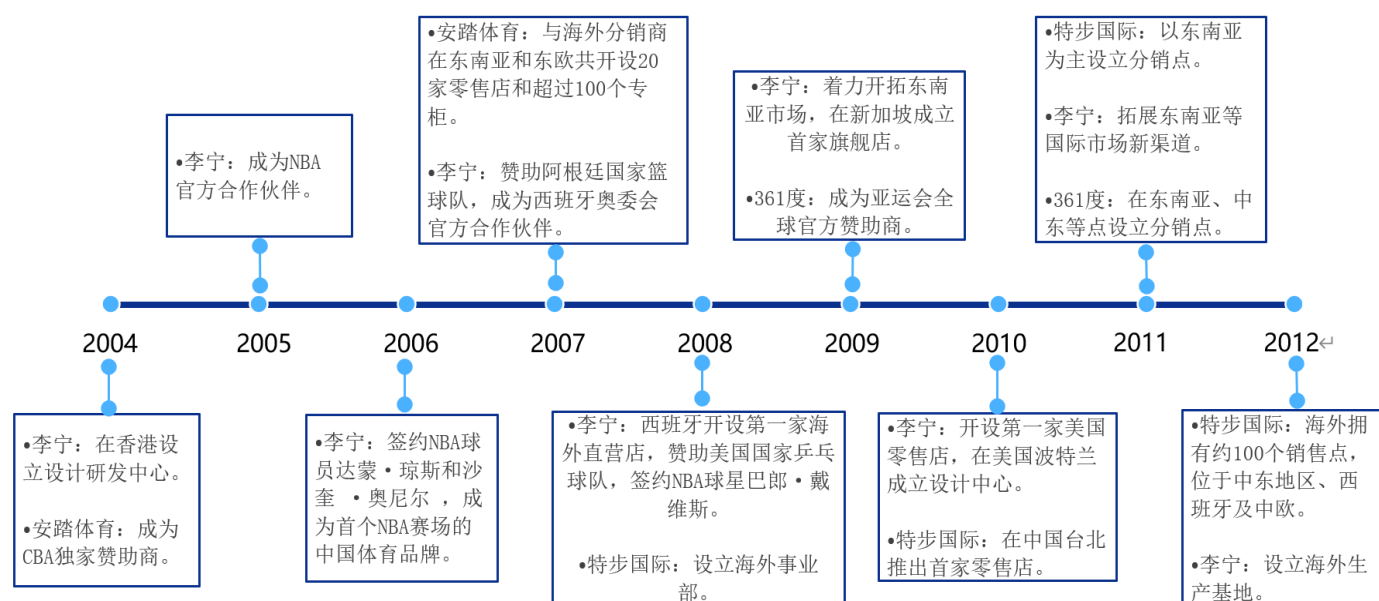 •李宁：在香港设
立设计研发中心。
•安踏体育：成为
CBA独家赞助商。
•李宁：成为NBA
官方合作伙伴。
•李宁：签约NBA球
员达蒙·琼斯和沙
奎 ·奥尼尔 ，成
为首个NBA赛场的
中国体育品牌。
•安踏体育：与海外分销商
在东南亚和东欧共开设20
家零售店和超过100个专
柜。
•李宁：赞助阿根廷国家篮
球队，成为西班牙奥委会
官方合作伙伴。
•李宁：西班牙开设第一家海
外直营店，赞助美国国家乒乓
球队，签约NBA球星巴郎·戴
维斯。
•特步国际：设立海外事业
部。
•李宁：着力开拓东南
亚市场，在新加坡成立
首家旗舰店。
•361度：成为亚运会全
球官方赞助商。
•李宁：开设第一家美国
零售店，在美国波特兰
成立设计中心。
•特步国际：在中国台北
推出首家零售店。
•特步国际：以东南亚
为主设立分销点。
•李宁：拓展东南亚等
国际市场新渠道。
•361度：在东南亚、中
东等点设立分销点。
•特步国际：海外拥
有约100个销售点，
位于中东地区、西
班牙及中欧。
•李宁：设立海外生
产基地。
2004 2005 2006 2007 2008 2009 2010 2011 2012↵